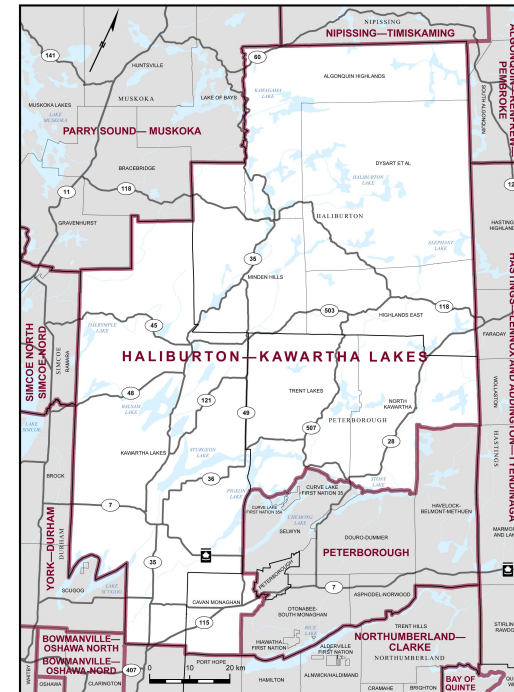 NIPISSING
NIPISSING—TIMISKAMING
ALGONQUIN
PEMBROKE
141
HUNTSVILLE
60
ALGONQUIN HIGHLANDS
KAWAGAMA
LAKE
SOUTH ALGONQUIN
MUSKOKA LAKES
MUSKOKA
LAKE OF BAYS
LAKE
MUSKOKA
PARRY SOUND— MUSKOKA
BRACEBRIDGE
DYSART ET AL
HALIBURTON
LAKE
11
118
12
GRAVENHURST
HALIBURTON
HASTINGS
HIGHLANDS
ELEPHANT
LAKE
35
MINDEN HILLS
503
118
HIGHLANDS EAST
FARADAY
DALRYMPLE
LAKE
45
SIMCOE NORTH
SIMCOE-NORD
SIMCOE
RAMARA
HALIBURTON—KAWARTHA LAKES
HASTINGS—LENNOX AND ADDINGTON—TYENDINAGA
WOLLASTON
48
121
TRENT LAKES
NORTH
KAWARTHA
BALSAM
LAKE
49
PETERBOROUGH
507
28
LAKE
SIMCOE
KAWARTHA LAKES
STURGEON
LAKE
HASTINGS
BROCK
36
PIGEON
LAKE
CURVE LAKE
FIRST NATION 35
STONY
LAKE
CURVE LAKE
FIRST NATION 35A
7
CHEMONG
LAKE
SELWYN
HAVELOCK-
BELMONT-METHUEN
YORK—DURHAM
DURHAM
DOURO-DUMMER
MARMORA
AND LAKE
PETERBOROUGH
35
PETERBOROUGH
SCUGOG
LAKE
SCUGOG
7
ASPHODEL-NORWOOD
CAVAN MONAGHAN
OTONABEE-
SOUTH MONAGHAN
115
RICE
LAKE
TRENT HILLS
STIRLING-
NORTHUMBERLAND—
CLARKE
BOWMANVILLE—
OSHAWA NORTH
HIAWATHA
FIRST NATION
ALDERVILLE
FIRST NATION
NORTHUMBERLAND
BOWMANVILLE—
OSHAWA NORD
407
PORT HOPE
0 10 20 km
WHITBY
OSHAWA
CLARINGTON
HAMILTON
ALNWICK/HALDIMAND
CRAMAHE
BRIGHTON
BAY OF
QUINTE